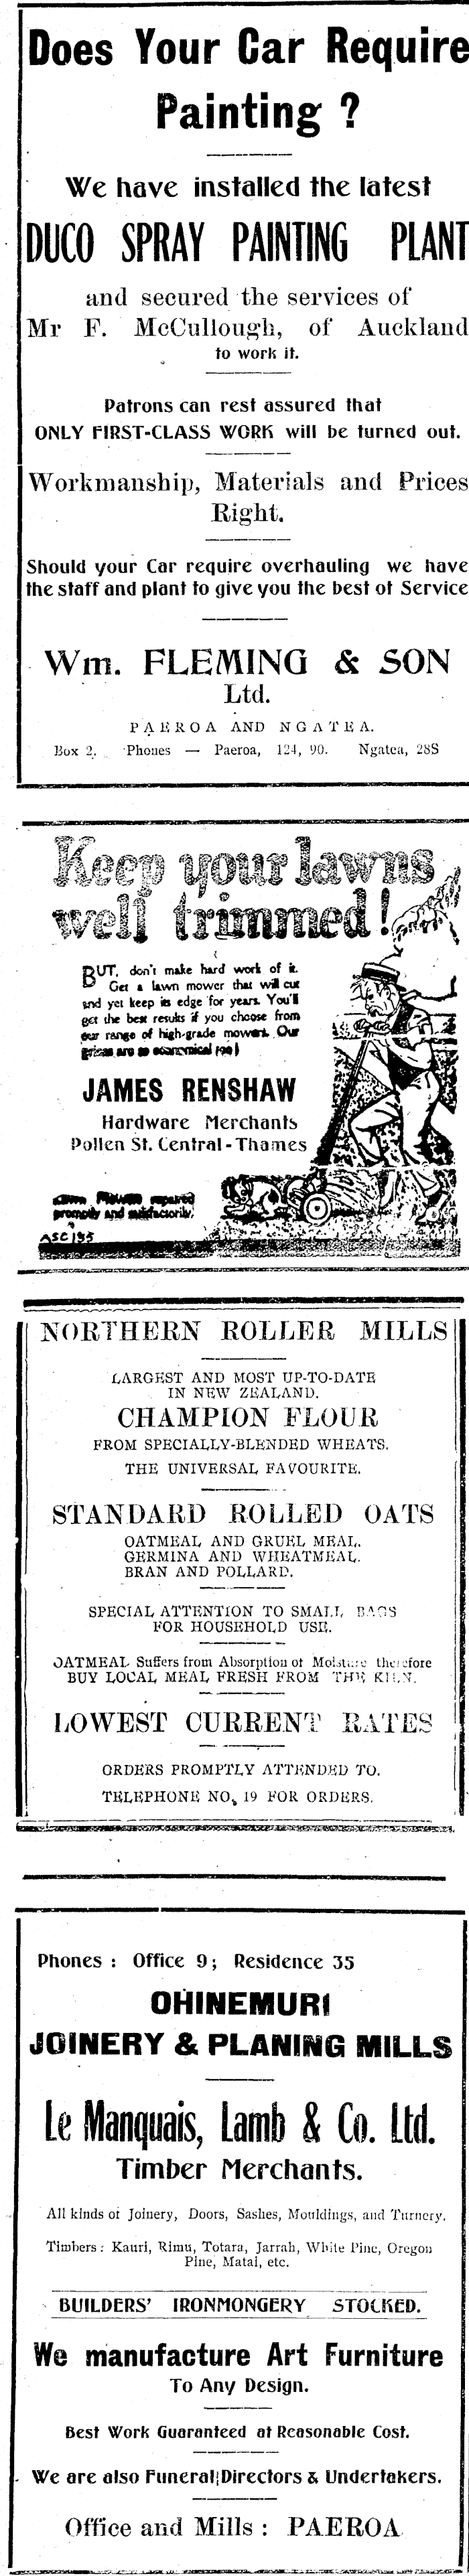 Does Your Car Require
Painting ?
We have installed the latest
DUCO SPRAY PAINTING PLANT
and secured the services of
Mr F. McCullough, of Auckland
to work it.
Patrons can rest assured that
ONLY FIRST-CLASS WORK will be turned out.
Workmanship, Materials and Prices
Right.
Should your Car require overhauling we have
the staff and plant to give you the best of Service
Wm. FLEMING & SON
Ltd.
PAEROA AND NGATEA.
Box 2. Phones — Paeroa, 124, 90. Ngatea, 28S
Keep your lawns
well trimmed!
BUT, don't make hard work of it.
Get a lawn mower that will cut
and yet keep its edge for years. You'll
get the best results if you choose from
our range of high-grade mowers. Our
prices are so economical too!
JAMES RENSHAW
Hardware Merchants
Pollen St. Central - Thames
Mowers repaired
promptly and satisfactorily.
ASC 195
NORTHERN ROLLER MILLS
LARGEST AND MOST UP-TO-DATE
IN NEW ZEALAND.
CHAMPION FLOUR
FROM SPECIALLY-BLENDED WHEATS.
THE UNIVERSAL FAVOURITE.
STANDARD ROLLED OATS
OATMEAL AND GRUEL MEAL.
GERMINA AND WHEATMEAL.
BRAN AND POLLARD.
SPECIAL ATTENTION TO SMALL BAGS
FOR HOUSEHOLD USE.
OATMEAL Suffers from Absorption of Moisture therefore
BUY LOCAL MEAL FRESH FROM THE KILN.
LOWEST CURRENT RATES
ORDERS PROMPTLY ATTENDED TO.
TELEPHONE NO. 19 FOR ORDERS.
Phones : Office 9 ; Residence 35
OHINEMURI
JOINERY & PLANING MILLS
Le Manquais, Lamb & Co. Ltd.
Timber Merchants.
All kinds of Joinery, Doors, Sashes, Mouldings, and Turnery.
Timbers : Kauri, Rimu, Totara, Jarrah, White Pine, Oregon
Pine, Matai, etc.
BUILDERS' IRONMONGERY STOCKED.
We manufacture Art Furniture
To Any Design.
Best Work Guaranteed at Reasonable Cost.
We are also Funeral Directors & Undertakers.
Office and Mills : PAEROA